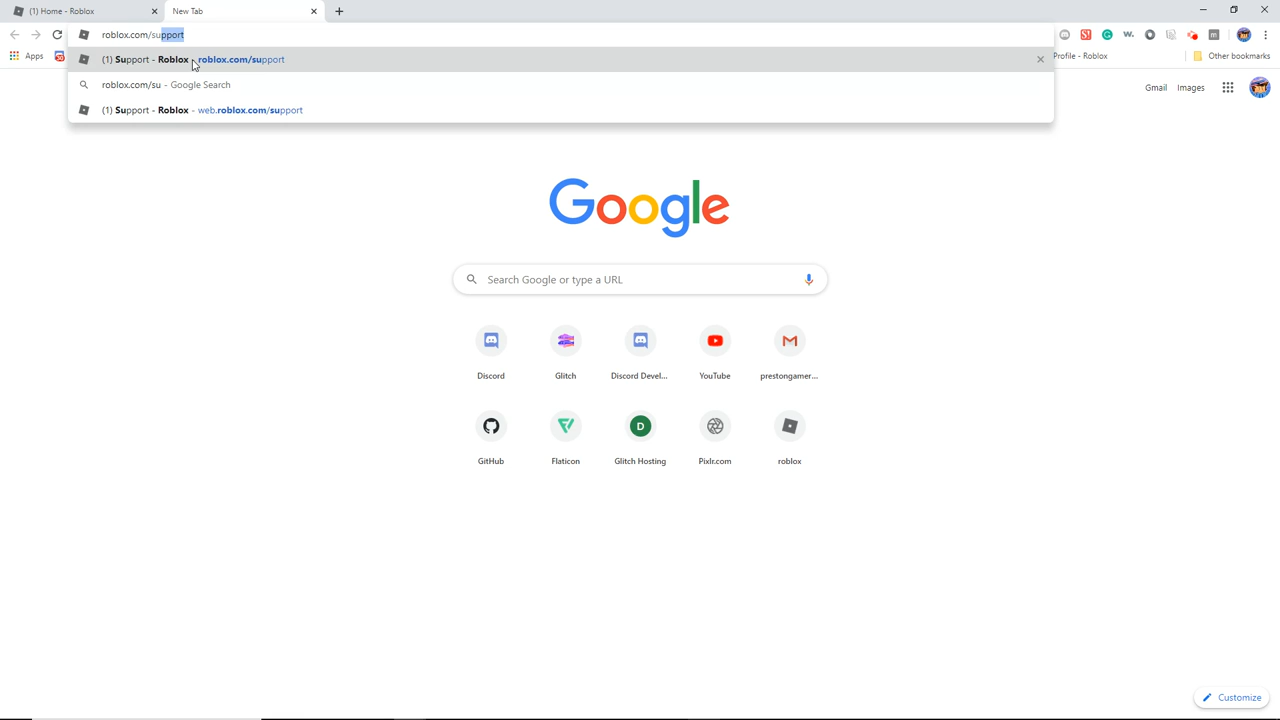 (1) Home - Roblox
New Tab
roblox.com/support
Apps
(1) Support - Roblox - roblox.com/support
Profile - Roblox
Other bookmarks
roblox.com/su - Google Search
Gmail
Images
(1) Support - Roblox - web.roblox.com/support
Google
Search Google or type a URL
Discord
Glitch
Discord Devel...
YouTube
prestongamer...
D
GitHub
Flaticon
Glitch Hosting
Pixlr.com
roblox
Customize